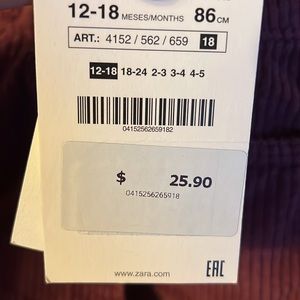 12-18 MESES/MONTHS 86 CM
ART.: 4152 / 562 / 659 18
12-18 18-24 2-3 3-4 4-5
04152562659182
$ 25.90
0415256265918
www.zara.com
EAC